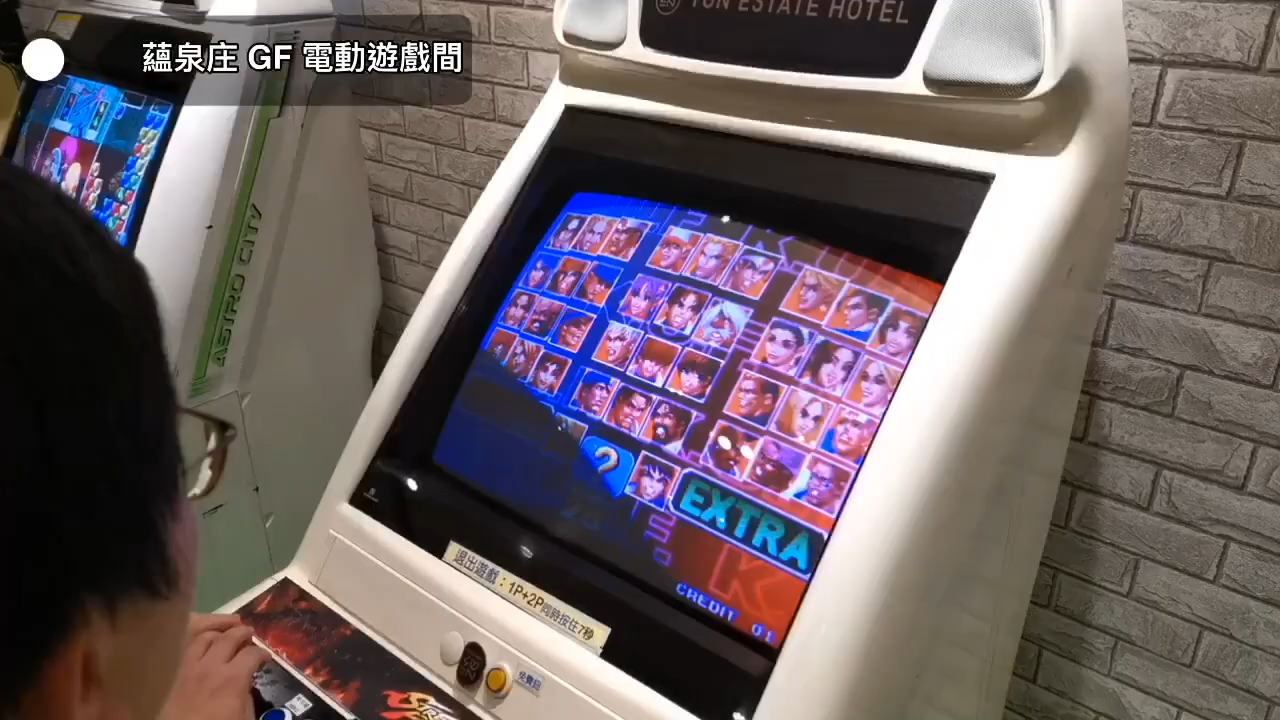 蘊泉庄 GF 電動遊戲間
YUN ESTATE HOTEL
ASTRO CITY
?
EXTRA
K
CREDIT 01
退出遊戲：1P+2P同時按住7秒
免費鈕